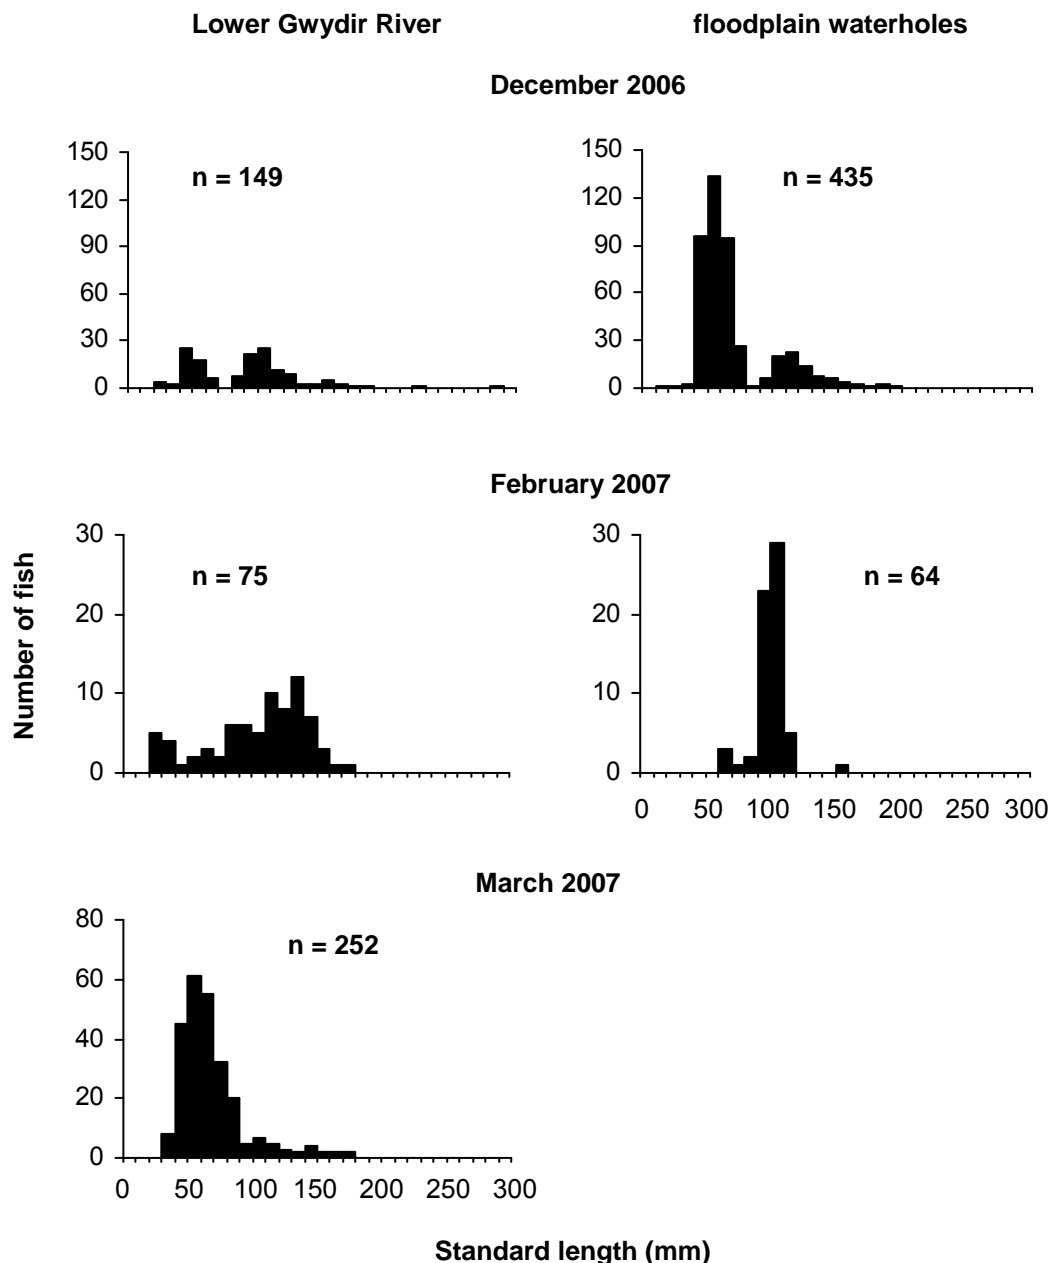 Lower Gwydir River floodplain waterholes
December 2006
150 150
n = 149 n = 435
120 120
90 90
60 60
30 30
0 0
February 2007
30 30
n = 75 n = 64
20 20
10 10
0 0
0 50 100 150 200 250 300
Number of fish
March 2007
80
n = 252
60
40
20
0
0 50 100 150 200 250 300
Standard length (mm)